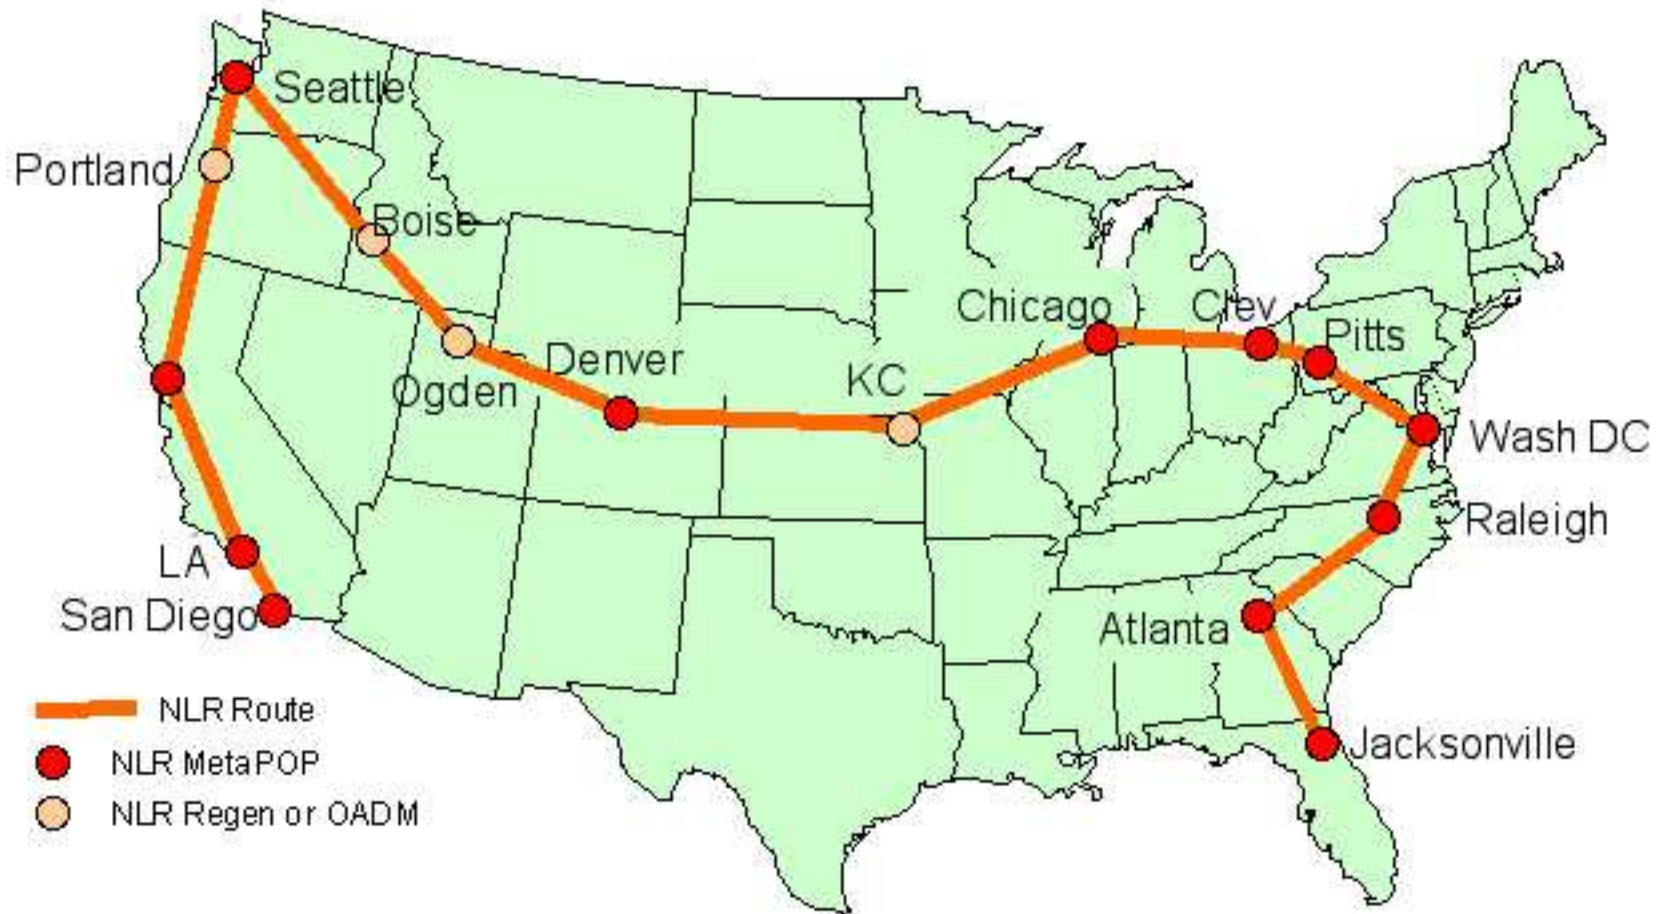 Seattle
Portland
Boise
Ogden
Denver
KC
Chicago
Clev
Pitts
Wash DC
Raleigh
LA
San Diego
Atlanta
Jacksonville
NLR Route
NLR MetaPOP
NLR Regen or OADM